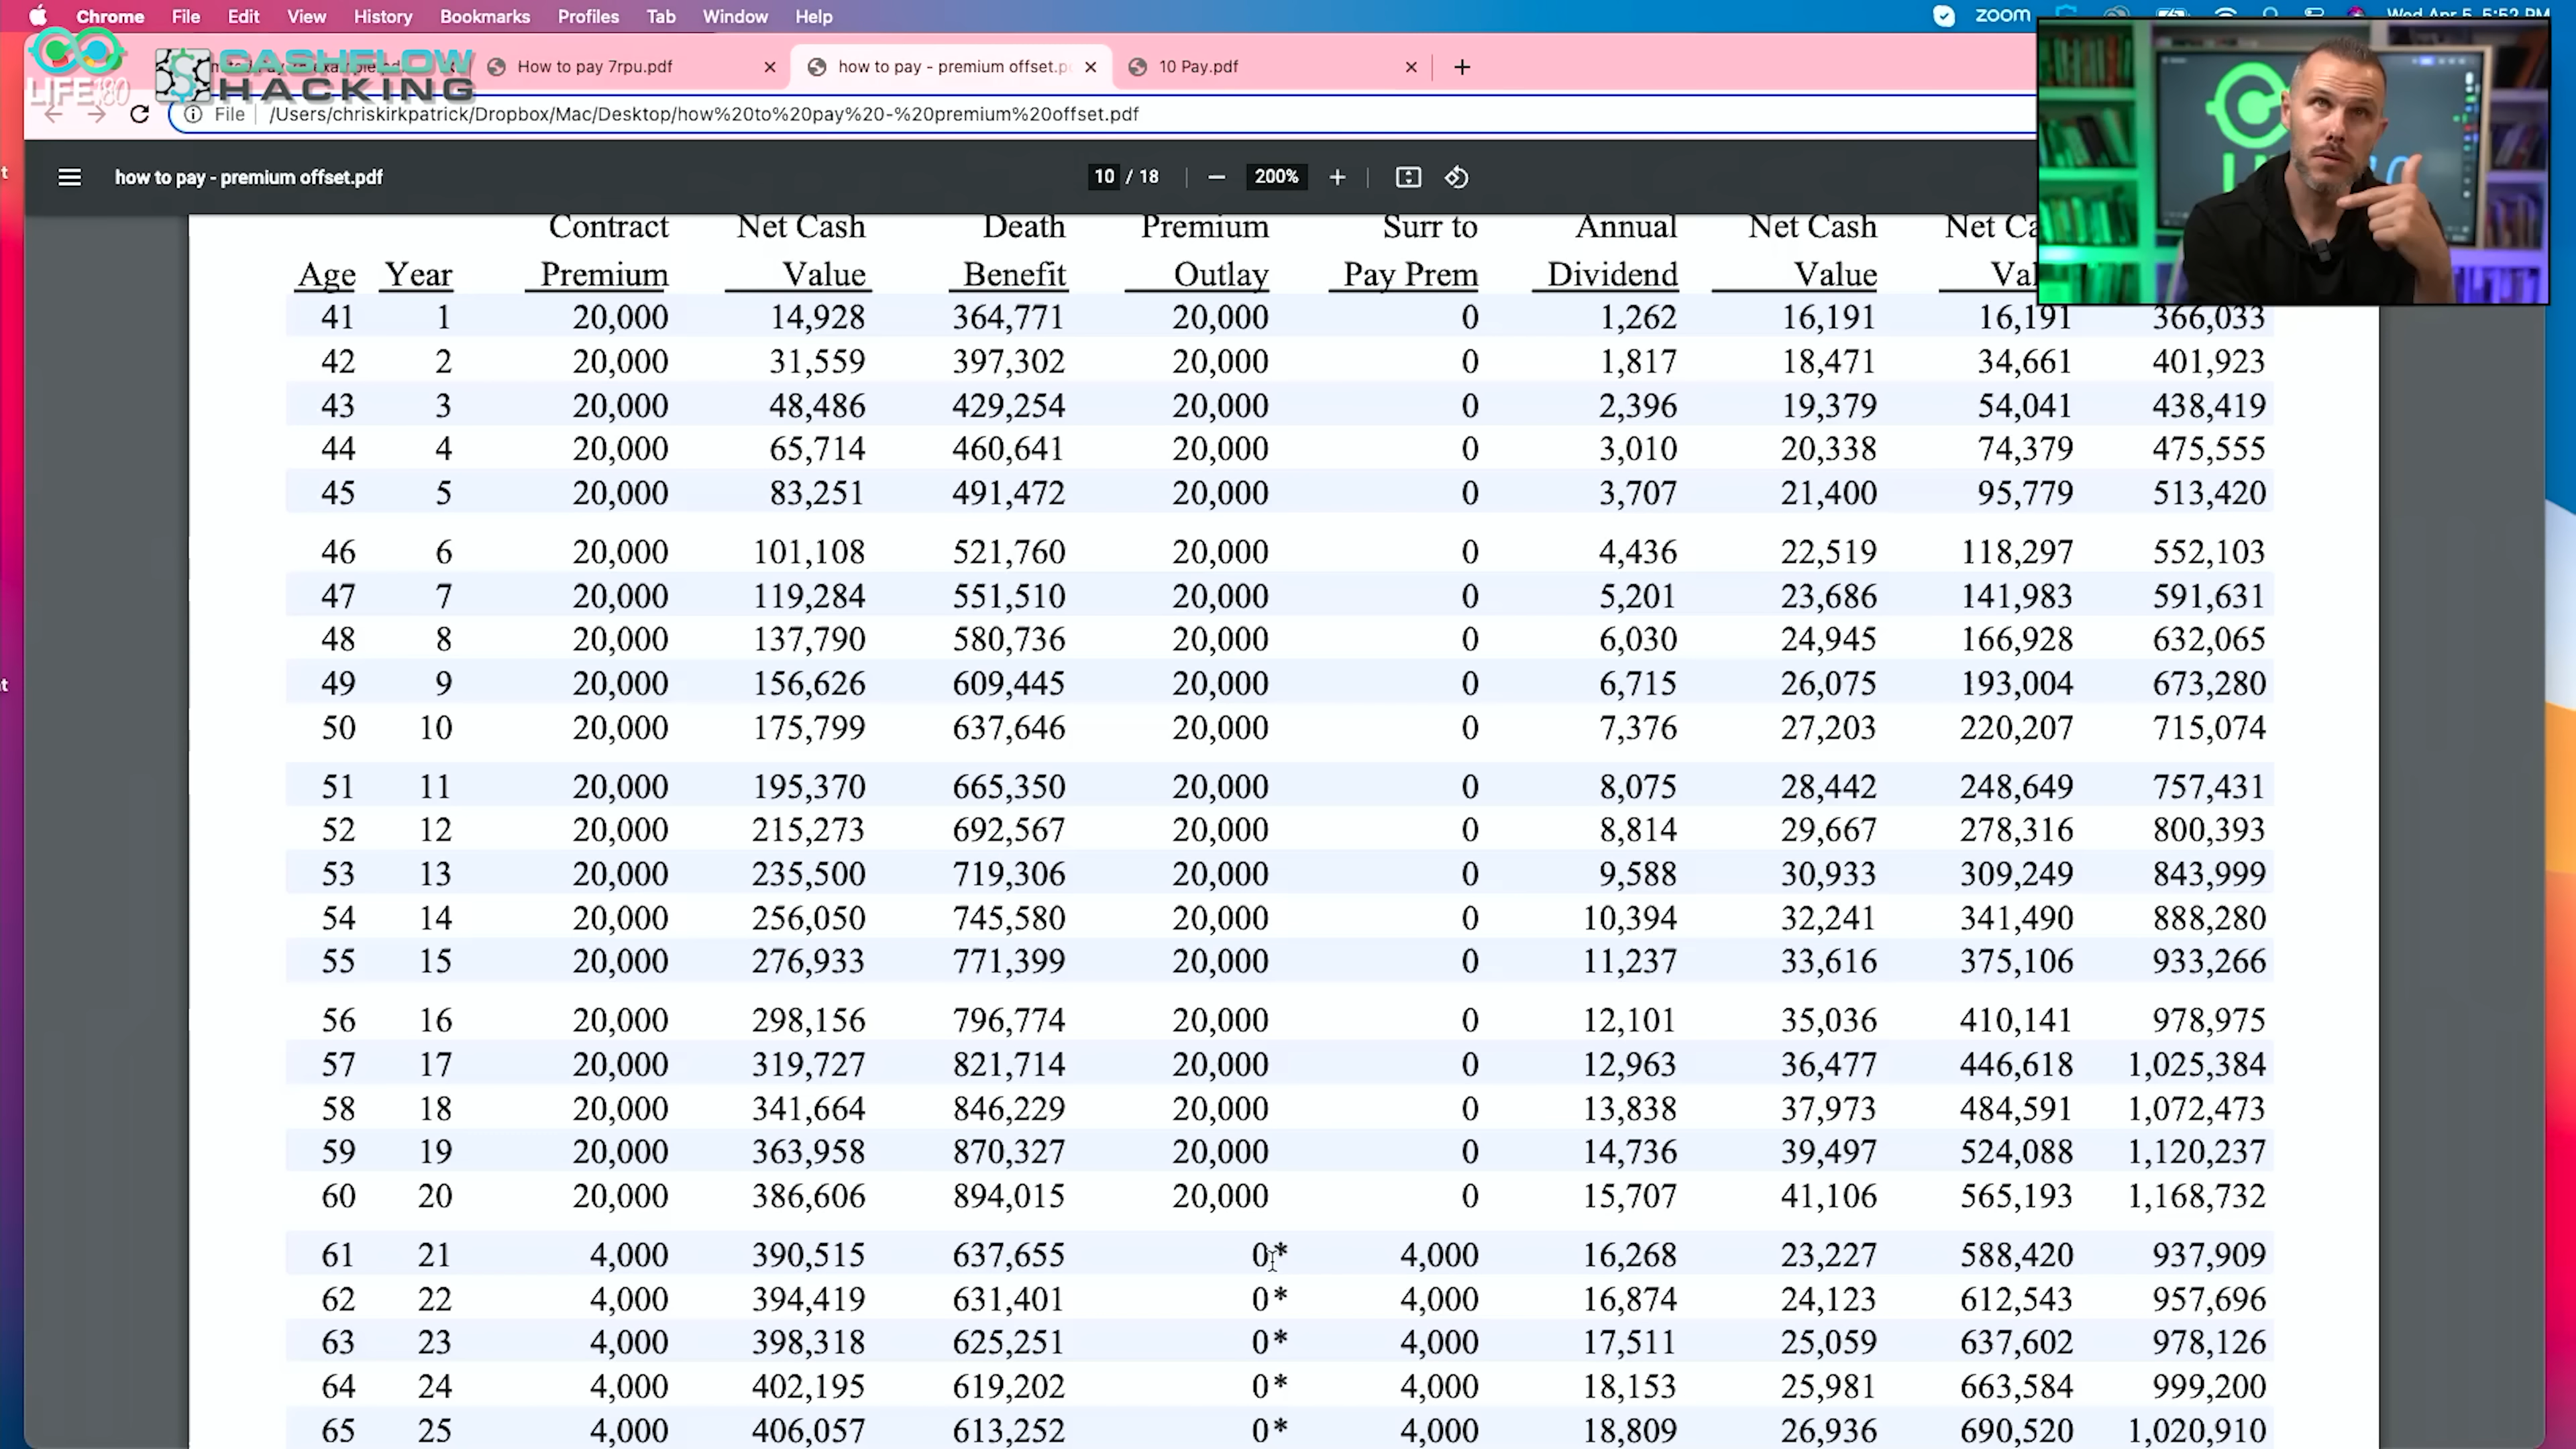 Chrome File Edit View History Bookmarks Profiles Tab Window Help zoom Wed Apr 5 5:52 PM
LIFE180 CASHFLOW HACKING
How to pay 7rpu.pdf how to pay - premium offset.p 10 Pay.pdf
File /Users/chriskirkpatrick/Dropbox/Mac/Desktop/how%20to%20pay%20-%20premium%20offset.pdf
how to pay - premium offset.pdf 10 / 18 200%
Contract Net Cash Death Premium Surr to Annual Net Cash Net Ca
Age Year Premium Value Benefit Outlay Pay Prem Dividend Value Val
41 1 20,000 14,928 364,771 20,000 0 1,262 16,191 16,191 366,033
42 2 20,000 31,559 397,302 20,000 0 1,817 18,471 34,661 401,923
43 3 20,000 48,486 429,254 20,000 0 2,396 19,379 54,041 438,419
44 4 20,000 65,714 460,641 20,000 0 3,010 20,338 74,379 475,555
45 5 20,000 83,251 491,472 20,000 0 3,707 21,400 95,779 513,420
46 6 20,000 101,108 521,760 20,000 0 4,436 22,519 118,297 552,103
47 7 20,000 119,284 551,510 20,000 0 5,201 23,686 141,983 591,631
48 8 20,000 137,790 580,736 20,000 0 6,030 24,945 166,928 632,065
49 9 20,000 156,626 609,445 20,000 0 6,715 26,075 193,004 673,280
50 10 20,000 175,799 637,646 20,000 0 7,376 27,203 220,207 715,074
51 11 20,000 195,370 665,350 20,000 0 8,075 28,442 248,649 757,431
52 12 20,000 215,273 692,567 20,000 0 8,814 29,667 278,316 800,393
53 13 20,000 235,500 719,306 20,000 0 9,588 30,933 309,249 843,999
54 14 20,000 256,050 745,580 20,000 0 10,394 32,241 341,490 888,280
55 15 20,000 276,933 771,399 20,000 0 11,237 33,616 375,106 933,266
56 16 20,000 298,156 796,774 20,000 0 12,101 35,036 410,141 978,975
57 17 20,000 319,727 821,714 20,000 0 12,963 36,477 446,618 1,025,384
58 18 20,000 341,664 846,229 20,000 0 13,838 37,973 484,591 1,072,473
59 19 20,000 363,958 870,327 20,000 0 14,736 39,497 524,088 1,120,237
60 20 20,000 386,606 894,015 20,000 0 15,707 41,106 565,193 1,168,732
61 21 4,000 390,515 637,655 0* 4,000 16,268 23,227 588,420 937,909
62 22 4,000 394,419 631,401 0* 4,000 16,874 24,123 612,543 957,696
63 23 4,000 398,318 625,251 0* 4,000 17,511 25,059 637,602 978,126
64 24 4,000 402,195 619,202 0* 4,000 18,153 25,981 663,584 999,200
65 25 4,000 406,057 613,252 0* 4,000 18,809 26,936 690,520 1,020,910